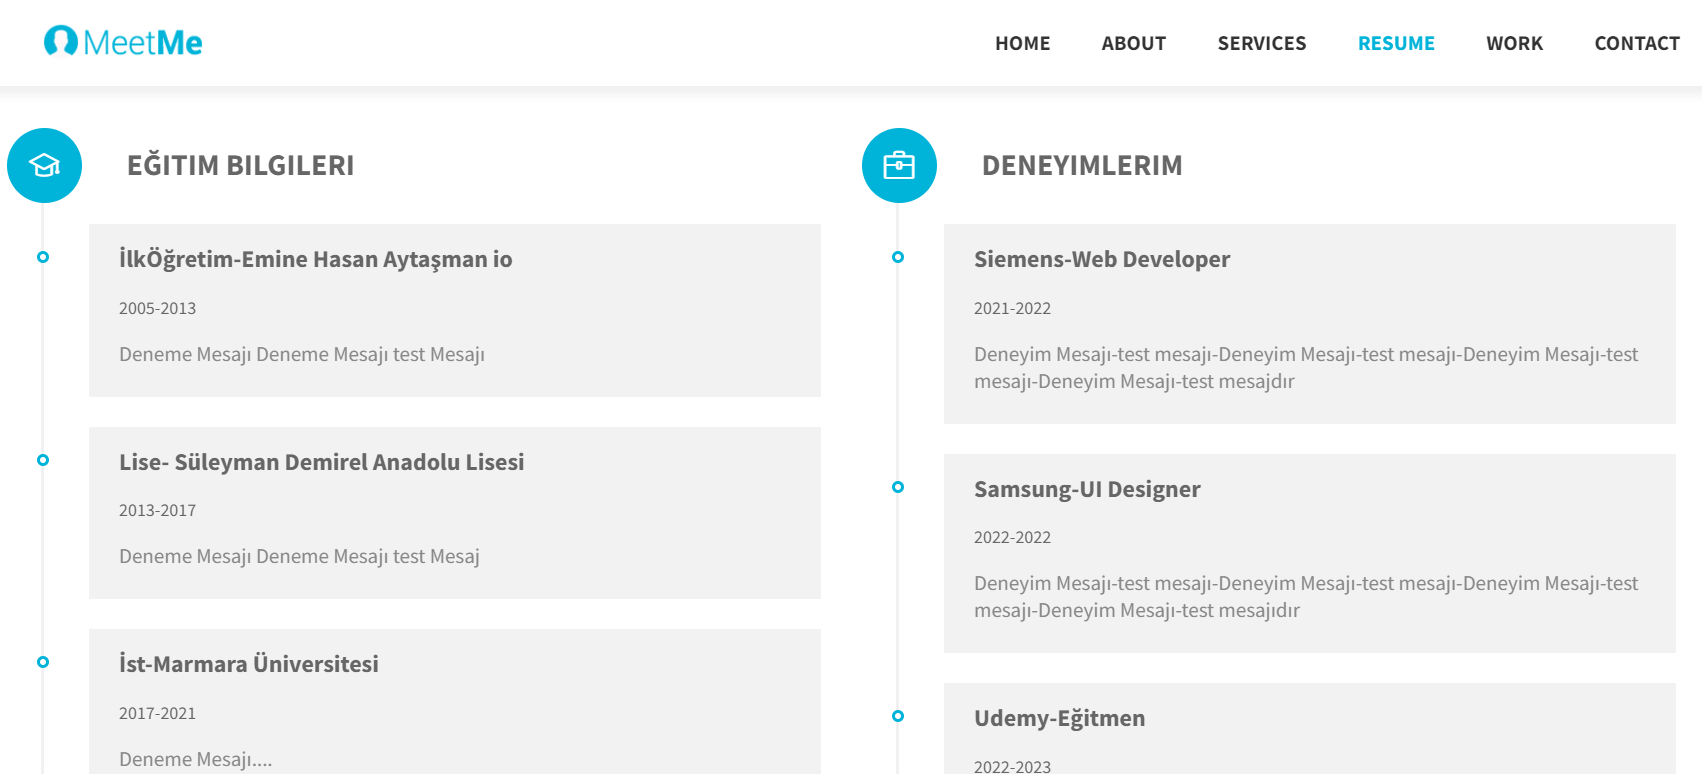 MeetMe
HOME ABOUT SERVICES RESUME WORK CONTACT
EĞITIM BILGILERI
İlkÖğretim-Emine Hasan Aytaşman io
2005-2013
Deneme Mesajı Deneme Mesajı test Mesajı
Lise- Süleyman Demirel Anadolu Lisesi
2013-2017
Deneme Mesajı Deneme Mesajı test Mesaj
İst-Marmara Üniversitesi
2017-2021
Deneme Mesajı....
DENEYIMLERIM
Siemens-Web Developer
2021-2022
Deneyim Mesajı-test mesajı-Deneyim Mesajı-test mesajı-Deneyim Mesajı-test
mesajı-Deneyim Mesajı-test mesajdır
Samsung-UI Designer
2022-2022
Deneyim Mesajı-test mesajı-Deneyim Mesajı-test mesajı-Deneyim Mesajı-test
mesajı-Deneyim Mesajı-test mesajıdır
Udemy-Eğitmen
2022-2023